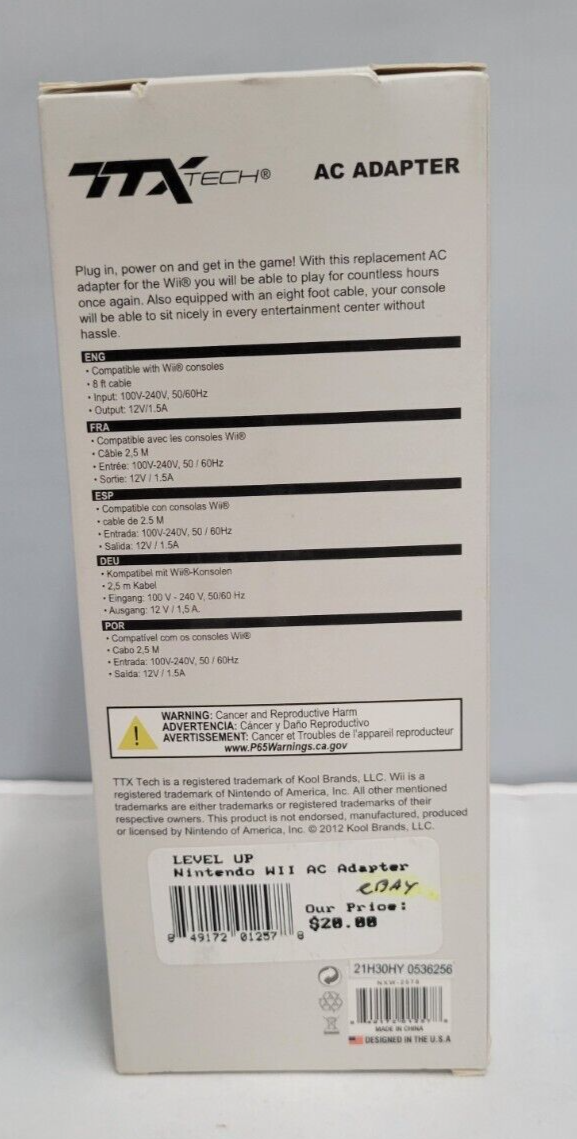 TTX TECH® AC ADAPTER
Plug in, power on and get in the game! With this replacement AC
adapter for the Wii® you will be able to play for countless hours
once again. Also equipped with an eight foot cable, your console
will be able to sit nicely in every entertainment center without
hassle.
ENG
• Compatible with Wii® consoles
• 8 ft cable
• Input: 100V-240V, 50/60Hz
• Output: 12V/1.5A
FRA
• Compatible avec les consoles Wii®
• Câble 2,5 M
• Entrée: 100V-240V, 50 / 60Hz
• Sortie: 12V / 1.5A
ESP
• Compatible con consolas Wii®
• cable de 2.5 M
• Entrada: 100V-240V, 50 / 60Hz
• Salida: 12V / 1.5A
DEU
• Kompatibel mit Wii®-Konsolen
• 2,5 m Kabel
• Eingang: 100 V - 240 V, 50/60 Hz
• Ausgang: 12 V / 1,5 A.
POR
• Compatível com os consoles Wii®
• Cabo 2,5 M
• Entrada: 100V-240V, 50 / 60Hz
• Saída: 12V / 1.5A
WARNING: Cancer and Reproductive Harm
ADVERTENCIA: Cáncer y Daño Reproductivo
AVERTISSEMENT: Cancer et Troubles de l'appareil reproducteur
www.P65Warnings.ca.gov
TTX Tech is a registered trademark of Kool Brands, LLC. Wii is a
registered trademark of Nintendo of America, Inc. All other mentioned
trademarks are either trademarks or registered trademarks of their
respective owners. This product is not endorsed, manufactured, produced
or licensed by Nintendo of America, Inc. © 2012 Kool Brands, LLC.
LEVEL UP
Nintendo WII AC Adapter
eBAY
Our Price:
$20.00
8 49172 01257 8
21H30HY 0536256
NXW-2576
MADE IN CHINA
DESIGNED IN THE U.S.A